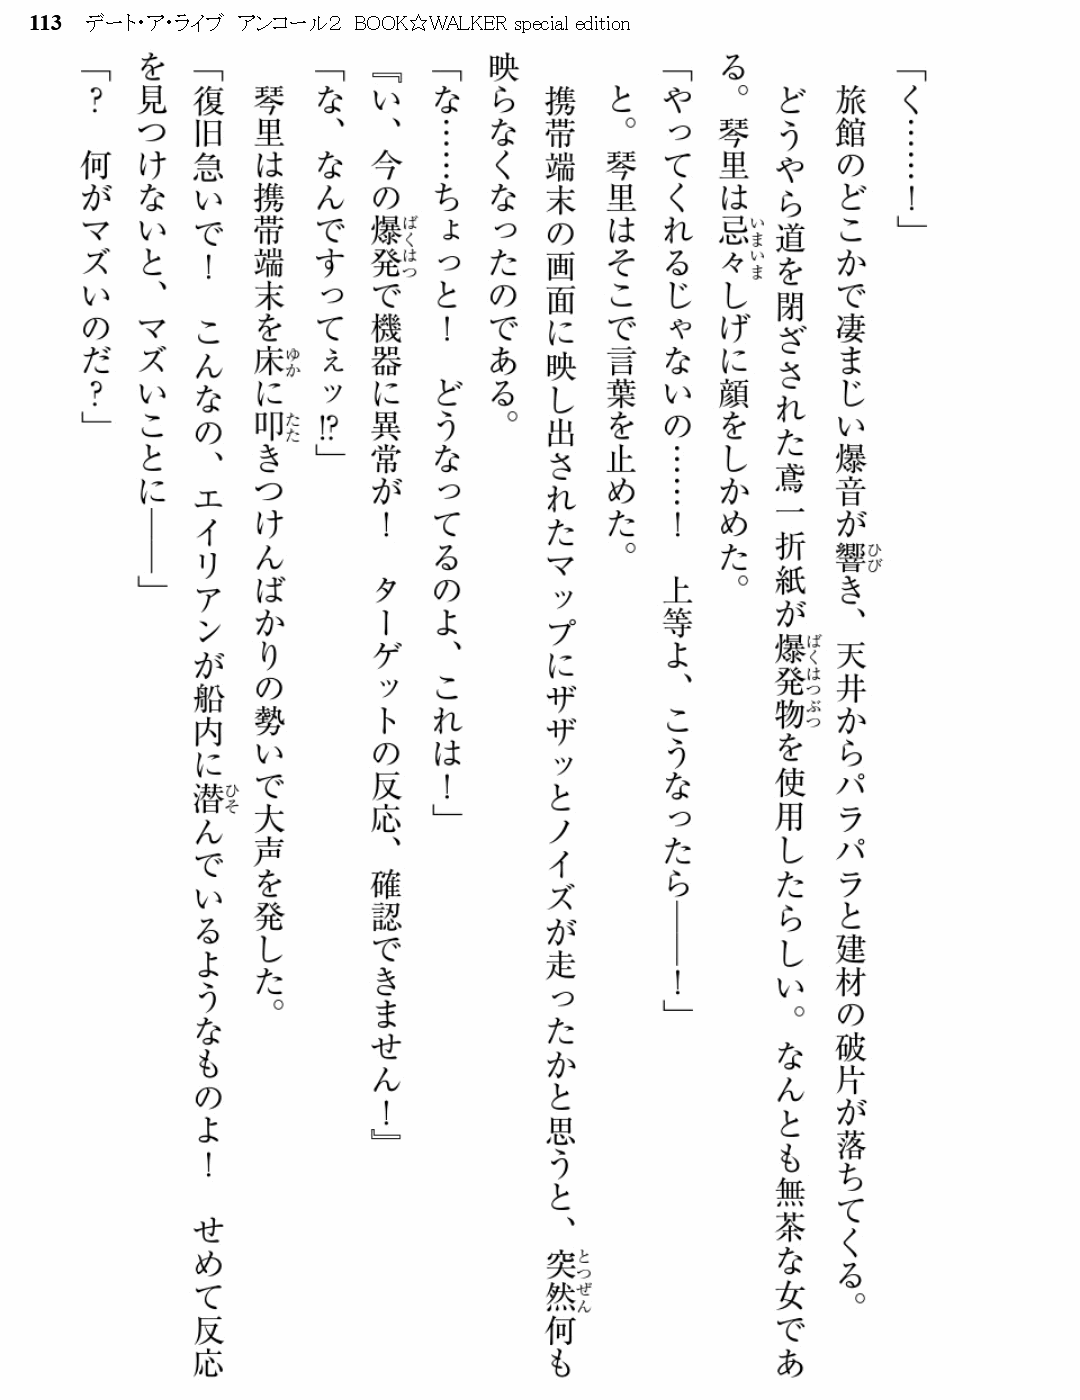 113 デート・ア・ライブ アンコール2 BOOK☆WALKER special edition
「く……！」
　旅館のどこかで凄まじい爆音が響き、天井からパラパラと建材の破片が落ちてくる。
　どうやら道を閉ざされた鳶一折紙が爆発物を使用したらしい。なんとも無茶な女であ
る。琴里は忌々しげに顔をしかめた。
「やってくれるじゃないの……！　上等よ、こうなったら――！」
　と。琴里はそこで言葉を止めた。
　携帯端末の画面に映し出されたマップにザザッとノイズが走ったかと思うと、突然何も
映らなくなったのである。
「な……ちょっと！　どうなってるのよ、これは！」
『い、今の爆発で機器に異常が！　ターゲットの反応、確認できません！』
「な、なんですってぇッ!?」
　琴里は携帯端末を床に叩きつけんばかりの勢いで大声を発した。
「復旧急いで！　こんなの、エイリアンが船内に潜んでいるようなものよ！　せめて反応
を見つけないと、マズいことに――」
「？　何がマズいのだ？」